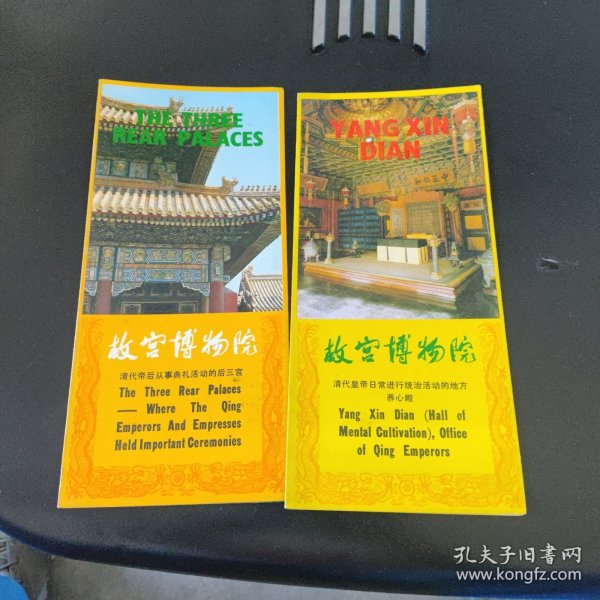 THE THREE
REAR PALACES
故宫博物院
清代帝后从事典礼活动的后三宫
The Three Rear Palaces
— Where The Qing
Emperors And Empresses
Held Important Ceremonies
YANG XIN
DIAN
中正仁和
故宫博物院
清代皇帝日常进行统治活动的地方
养心殿
Yang Xin Dian (Hall of
Mental Cultivation), Office
of Qing Emperors
孔夫子旧书网
www.kongfz.com